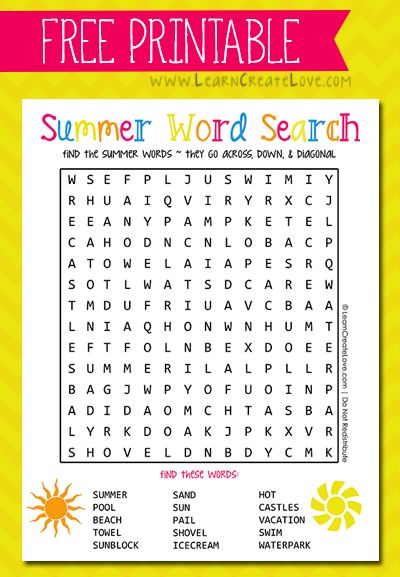 FREE PRINTABLE
www.LearnCreateLove.com
Summer Word Search
find the summer words ~ they go across, down, & diagonal
W S E F P L J U S W I M I Y
R H U A I Q V I R Y R X C J
E E A N Y P A M P K E T E L
C A H O D N C N L O B A C P
A T O W E L A I A P E S R Q
S O T L W A T S D C A R E W
T M D U F R I U A V C B A A
L N I A Q H O N W N H U M T
E F T F O L N B E X D O E E
S U M M E R I L A L P L L R
B A G J W P Y O F U O I N P
A D I D A O M C H T A S B A
L Y R K D O A K J P K X V R
S H O V E L D N B D Y C M K
©LearnCreateLove.com | Do Not Redistribute
find these words:
SUMMER SAND HOT
POOL SUN CASTLES
BEACH PAIL VACATION
TOWEL SHOVEL SWIM
SUNBLOCK ICECREAM WATERPARK